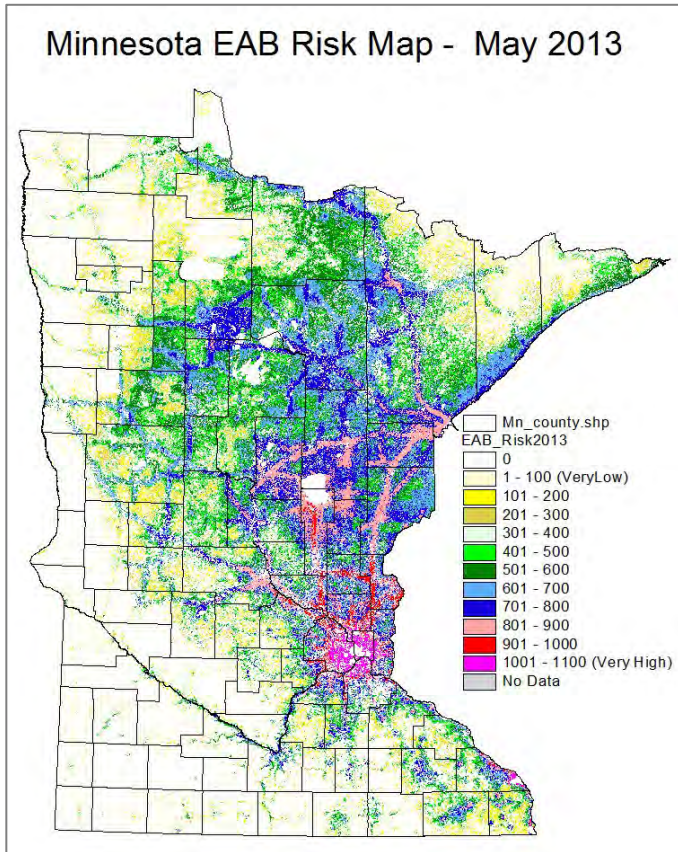 Minnesota EAB Risk Map - May 2013
Mn_county.shp
EAB_Risk2013
0
1 - 100 (VeryLow)
101 - 200
201 - 300
301 - 400
401 - 500
501 - 600
601 - 700
701 - 800
801 - 900
901 - 1000
1001 - 1100 (Very High)
No Data